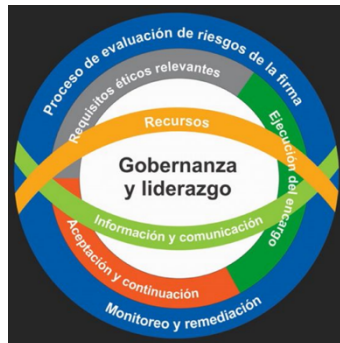 Proceso de evaluación de riesgos de la firma
Requisitos éticos relevantes
Recursos
Ejecución del encargo
Gobernanza
y liderazgo
Información y comunicación
Aceptación y continuación
Monitoreo y remediación